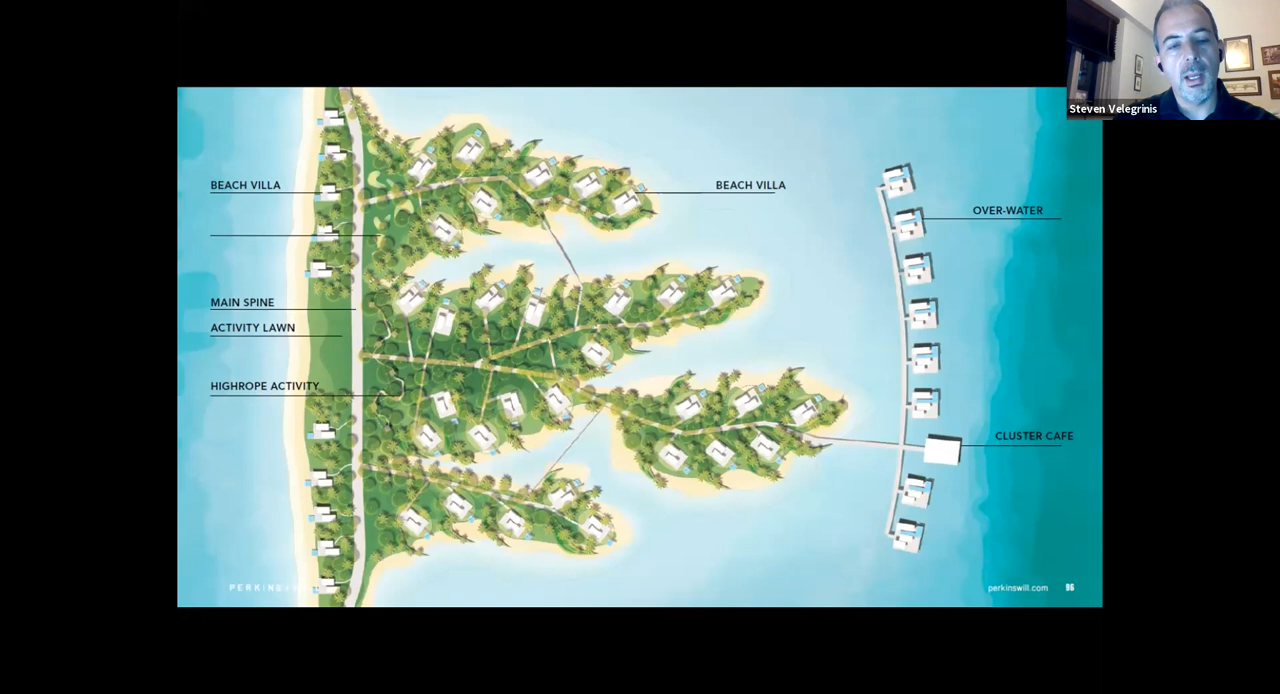 Steven Velegrinis
BEACH VILLA
BEACH VILLA
OVER-WATER
MAIN SPINE
ACTIVITY LAWN
HIGHROPE ACTIVITY
CLUSTER CAFE
PERKINS
perkinswill.com 86